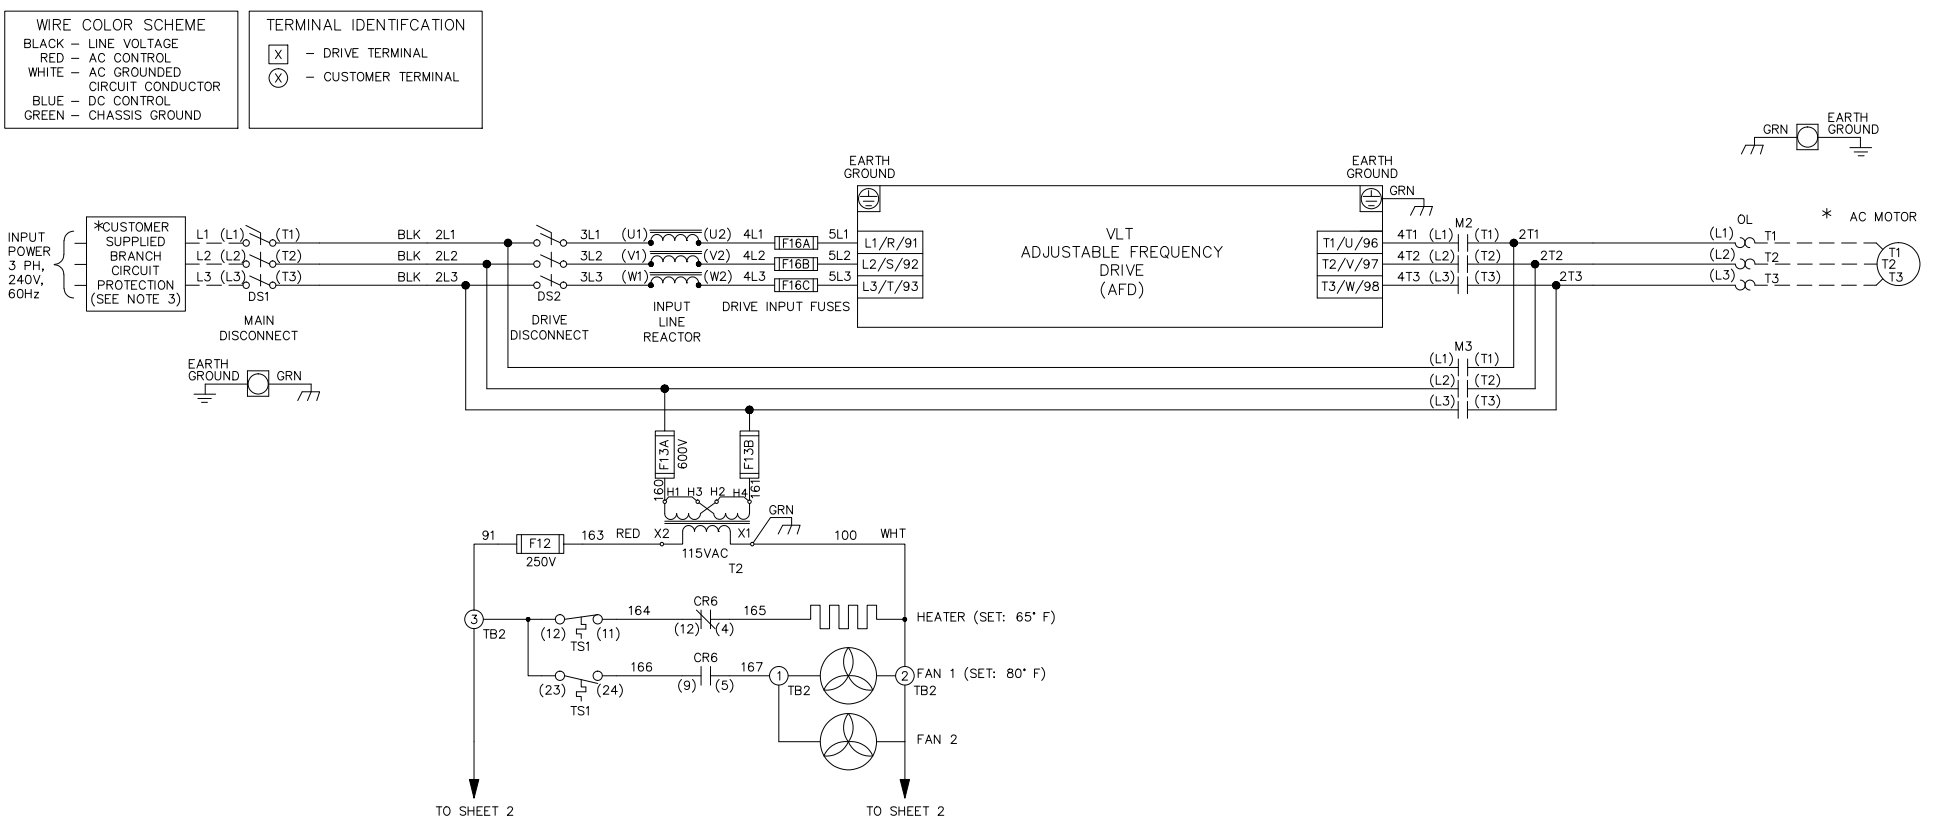 WIRE COLOR SCHEME
BLACK – LINE VOLTAGE
RED – AC CONTROL
WHITE – AC GROUNDED
CIRCUIT CONDUCTOR
BLUE – DC CONTROL
GREEN – CHASSIS GROUND
TERMINAL IDENTIFCATION
X – DRIVE TERMINAL
X – CUSTOMER TERMINAL
GRN
EARTH
GROUND
EARTH
GROUND
EARTH
GROUND
GRN
INPUT
POWER
3 PH,
240V,
60Hz
*CUSTOMER
SUPPLIED
BRANCH
CIRCUIT
PROTECTION
(SEE NOTE 3)
L1 (L1) (T1) BLK 2L1 3L1 (U1) (U2) 4L1 F16A 5L1 L1/R/91
L2 (L2) (T2) BLK 2L2 3L2 (V1) (V2) 4L2 F16B 5L2 L2/S/92
L3 (L3) (T3) BLK 2L3 3L3 (W1) (W2) 4L3 F16C 5L3 L3/T/93
DS1
MAIN
DISCONNECT
DS2
DRIVE
DISCONNECT
INPUT
LINE
REACTOR
DRIVE INPUT FUSES
VLT
ADJUSTABLE FREQUENCY
DRIVE
(AFD)
M2
T1/U/96 4T1 (L1) (T1) 2T1
T2/V/97 4T2 (L2) (T2) 2T2
T3/W/98 4T3 (L3) (T3) 2T3
OL
(L1) T1
(L2) T2
(L3) T3
* AC MOTOR
T1
T2
T3
EARTH
GROUND
GRN
M3
(L1) (T1)
(L2) (T2)
(L3) (T3)
F13A
600V
F13B
160
161
H1 H3 H2 H4
GRN
91 F12 163 RED X2 X1 100 WHT
250V
115VAC
T2
3
TB2
(12) (11)
TS1
164
CR6
(12) (4)
165
HEATER (SET: 65° F)
(23) (24)
TS1
166
CR6
(9) (5)
167
1
TB2
2
TB2
FAN 1 (SET: 80° F)
FAN 2
TO SHEET 2
TO SHEET 2